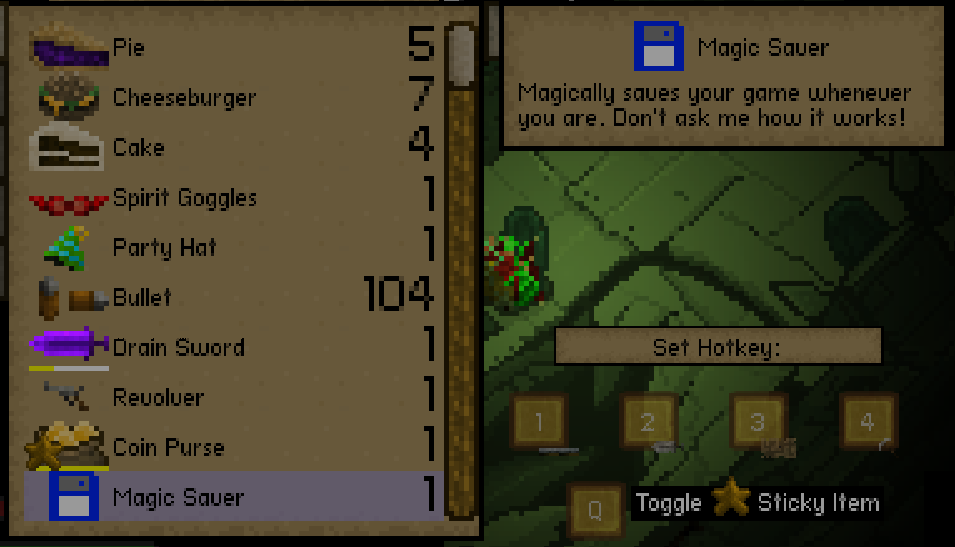 Pie 5
Cheeseburger 7
Cake 4
Spirit Goggles 1
Party Hat 1
Bullet 104
Drain Sword 1
Revolver 1
Coin Purse 1
Magic Saver 1
Magic Saver
Magically saves your game whenever
you are. Don't ask me how it works!
Set Hotkey:
1 2 3 4
Q Toggle Sticky Item